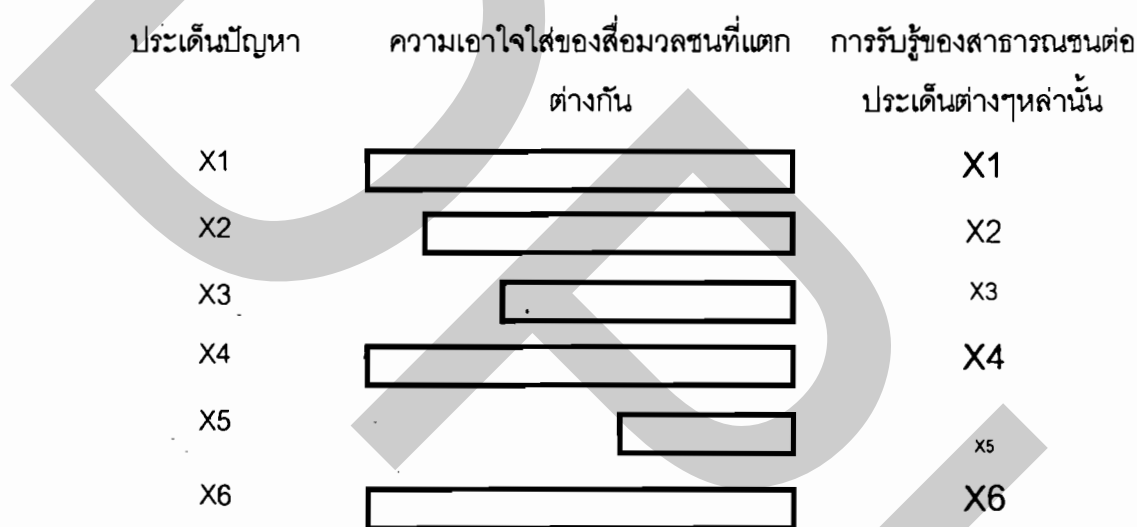 ประเด็นปัญหา ความเอาใจใส่ของสื่อมวลชนที่แตก การรับรู้ของสาธารณชนต่อ
ต่างกัน ประเด็นต่างๆหล่านั้น
X1 X1
X2 X2
X3 X3
X4 X4
X5 X5
X6 X6